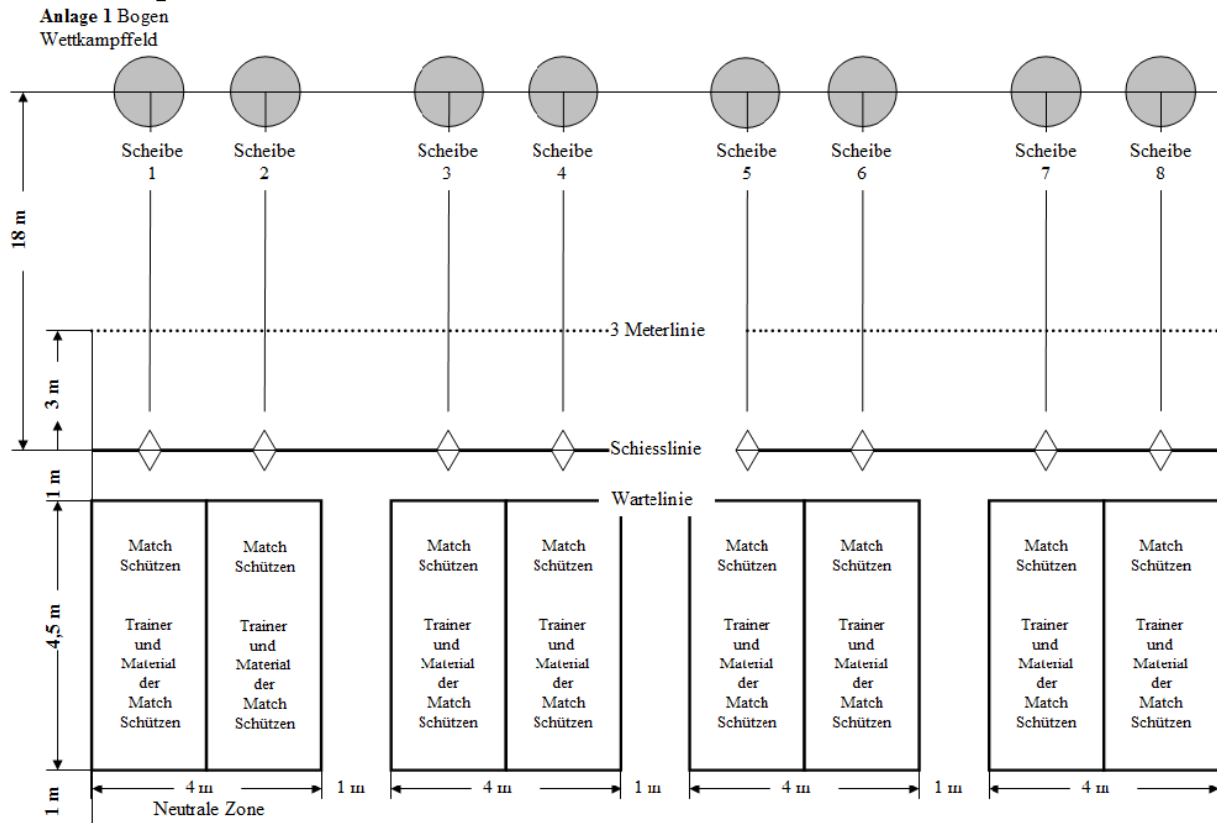 Anlage 1 Bogen
Wettkampffeld
Scheibe Scheibe Scheibe Scheibe Scheibe Scheibe Scheibe Scheibe
1 2 3 4 5 6 7 8
18 m
3 Meterlinie
3 m
Schiesslinie
1 m
Wartelinie
4,5 m
Match
Schützen
Trainer
und
Material
der
Match
Schützen
Match
Schützen
Trainer
und
Material
der
Match
Schützen
Match
Schützen
Trainer
und
Material
der
Match
Schützen
Match
Schützen
Trainer
und
Material
der
Match
Schützen
Match
Schützen
Trainer
und
Material
der
Match
Schützen
Match
Schützen
Trainer
und
Material
der
Match
Schützen
Match
Schützen
Trainer
und
Material
der
Match
Schützen
Match
Schützen
Trainer
und
Material
der
Match
Schützen
4 m 1 m 4 m 1 m 4 m 1 m 4 m
1 m
Neutrale Zone